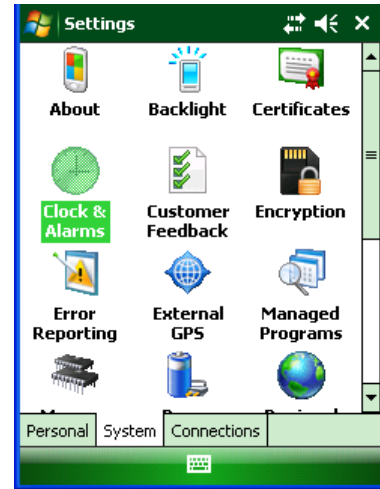 Settings
About
Backlight
Certificates
Clock &
Alarms
Customer
Feedback
Encryption
Error
Reporting
External
GPS
Managed
Programs
Personal
System
Connections